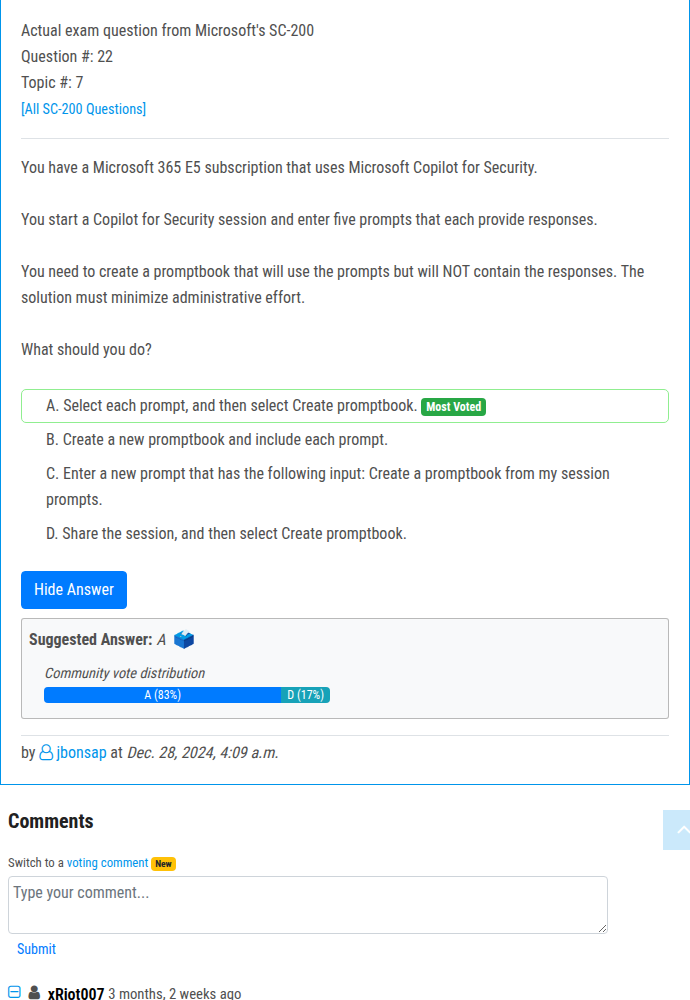 Actual exam question from Microsoft's SC-200
Question #: 22
Topic #: 7
[All SC-200 Questions]
You have a Microsoft 365 E5 subscription that uses Microsoft Copilot for Security.
You start a Copilot for Security session and enter five prompts that each provide responses.
You need to create a promptbook that will use the prompts but will NOT contain the responses. The
solution must minimize administrative effort.
What should you do?
A. Select each prompt, and then select Create promptbook. Most Voted
B. Create a new promptbook and include each prompt.
C. Enter a new prompt that has the following input: Create a promptbook from my session
prompts.
D. Share the session, and then select Create promptbook.
Hide Answer
Suggested Answer: A
Community vote distribution
A (83%) D (17%)
by jbonsap at Dec. 28, 2024, 4:09 a.m.
Comments
Switch to a voting comment New
Type your comment...
Submit
xRiot007 3 months, 2 weeks ago